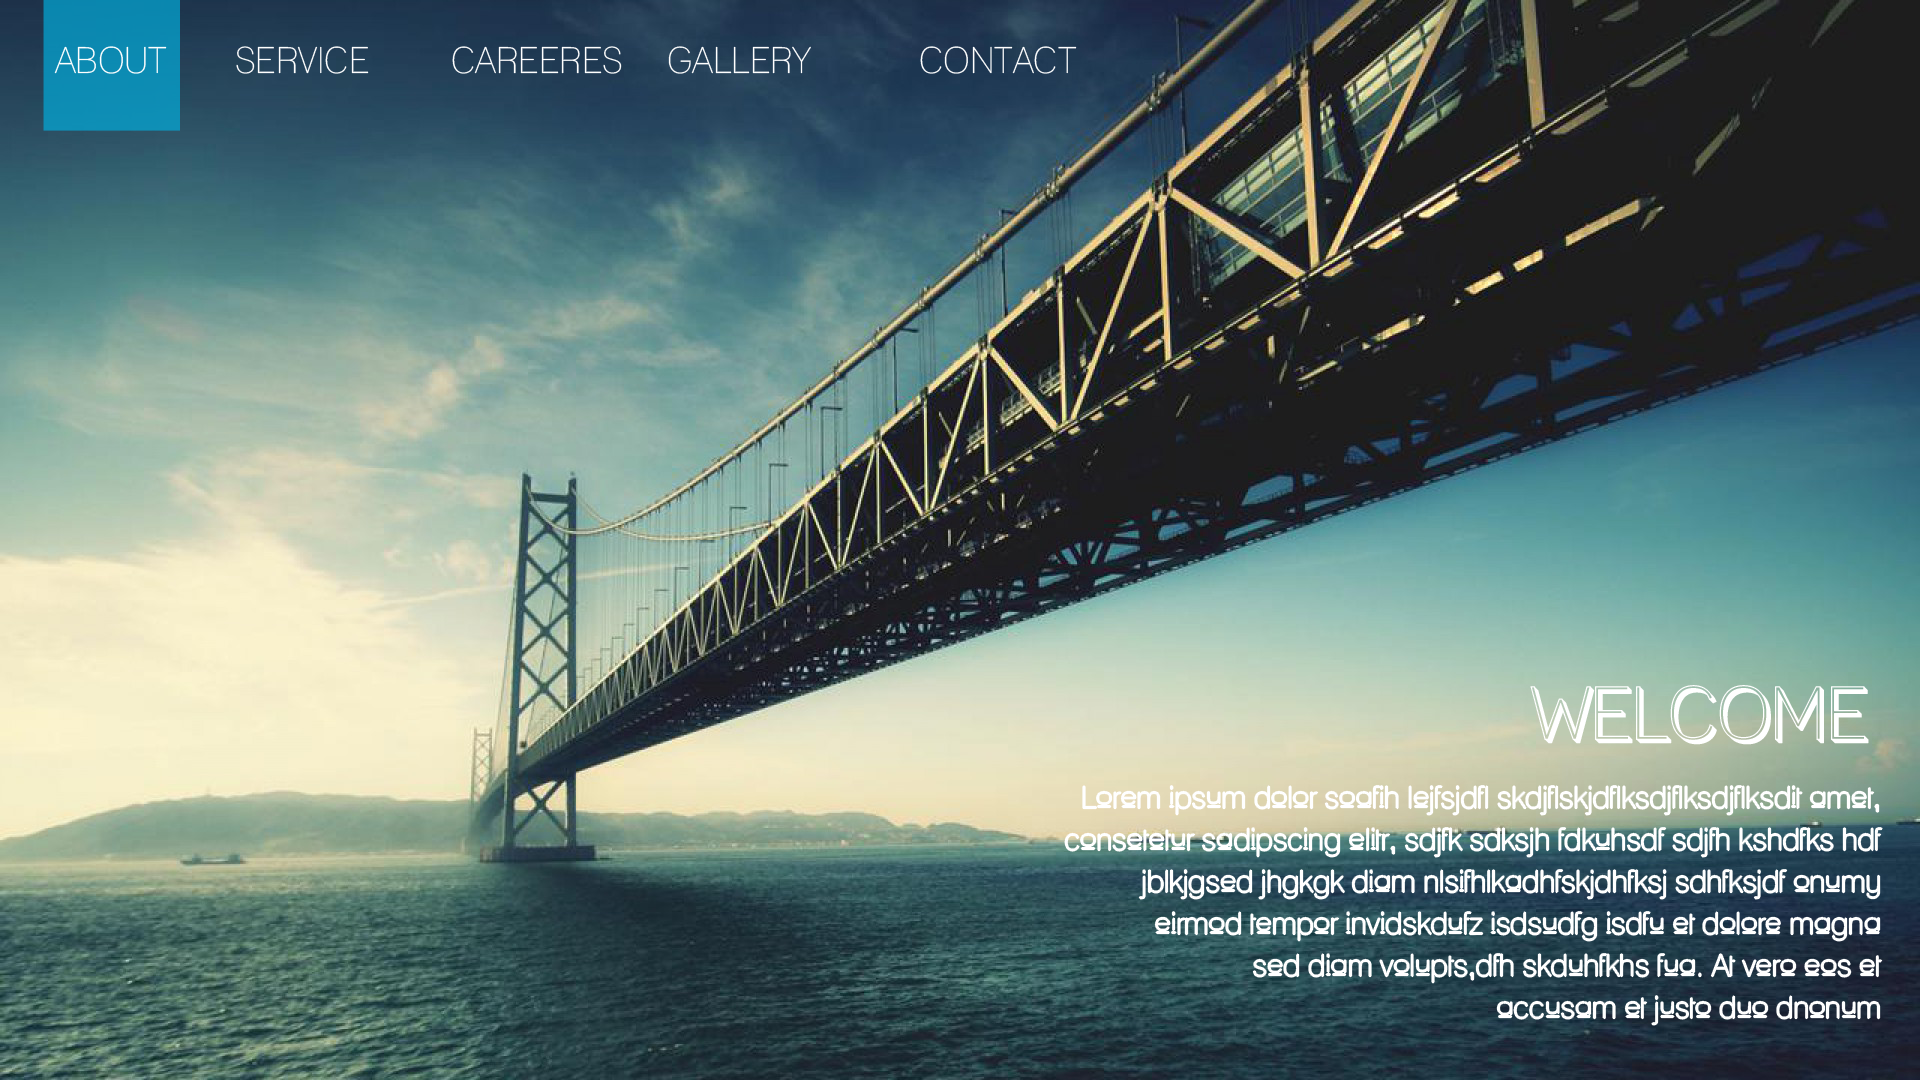 ABOUT SERVICE CAREERES GALLERY CONTACT
WELCOME
Lorem ipsum dolor soafih lejfsjdfl skdjflskjdflksdjflksdjflksdit amet,
consetetur sadipscing elitr, sdjfk sdksjh fdkuhsdf sdjfh kshdfks hdf
jblkjgsed jhgkgk diam nlsifhlkadhfskjdhfksj sdhfksjdf onumy
eirmod tempor invidskdufz isdsudfg isdfu et dolore magna
sed diam volupts,dfh skduhfkhs fua. At vero eos et
accusam et justo duo dnonum